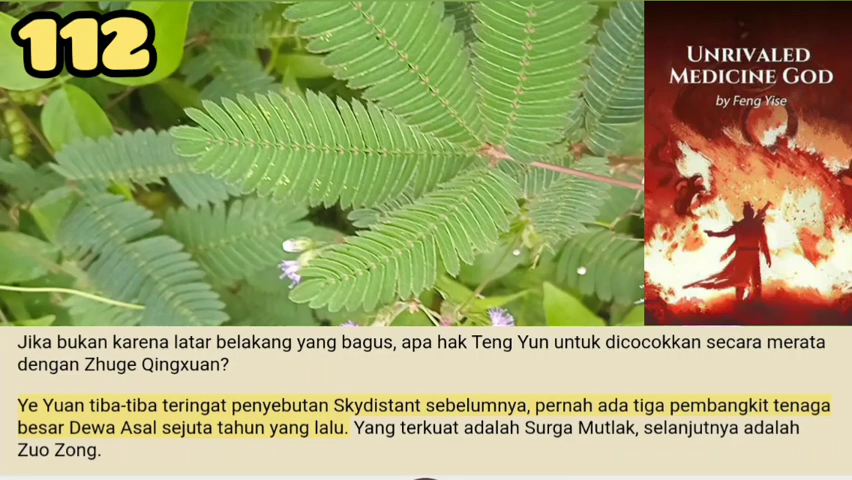 112
UNRIVALED
MEDICINE GOD
by Feng Yise
Jika bukan karena latar belakang yang bagus, apa hak Teng Yun untuk dicocokkan secara merata
dengan Zhuge Qingxuan?
Ye Yuan tiba-tiba teringat penyebutan Skydistant sebelumnya, pernah ada tiga pembangkit tenaga
besar Dewa Asal sejuta tahun yang lalu. Yang terkuat adalah Surga Mutlak, selanjutnya adalah
Zuo Zong.